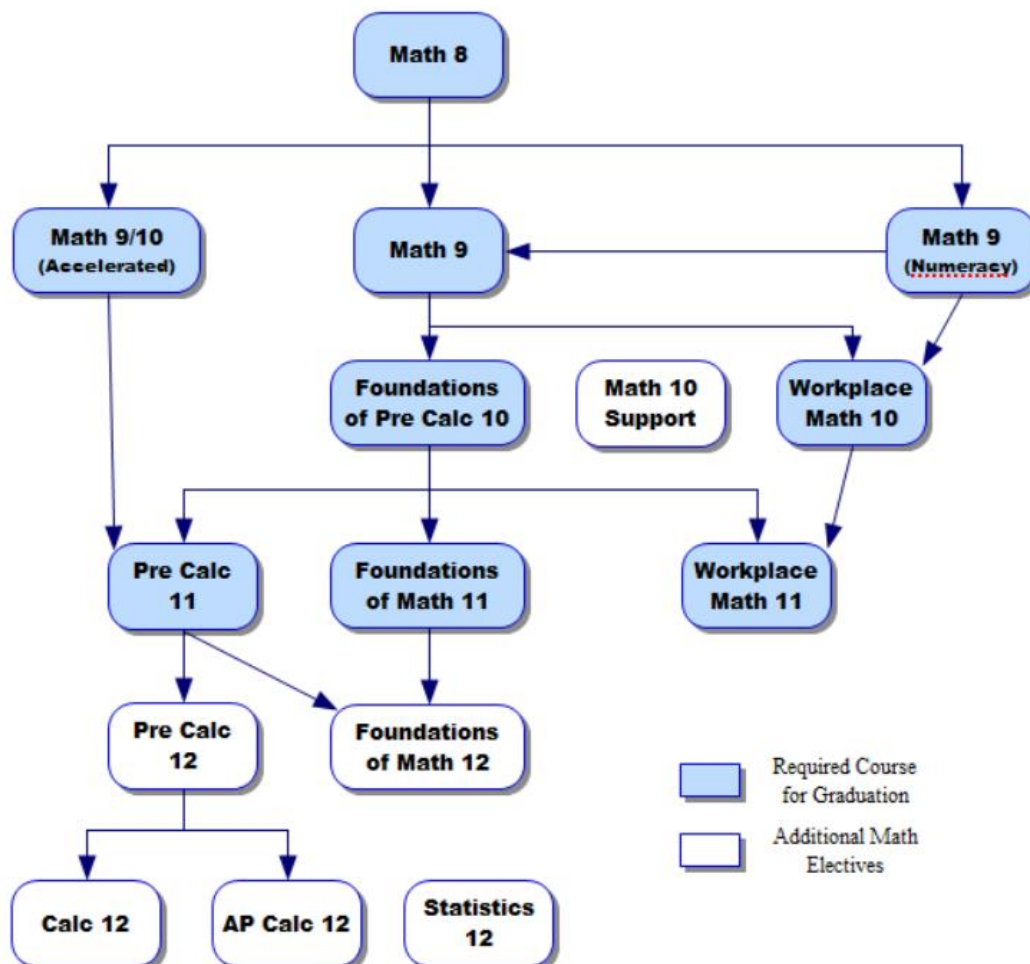 Math 8
Math 9/10
(Accelerated)
Math 9
Math 9
(Numeracy)
Foundations
of Pre Calc 10
Math 10
Support
Workplace
Math 10
Pre Calc
11
Foundations
of Math 11
Workplace
Math 11
Pre Calc
12
Foundations
of Math 12
Required Course
for Graduation
Additional Math
Electives
Calc 12
AP Calc 12
Statistics
12